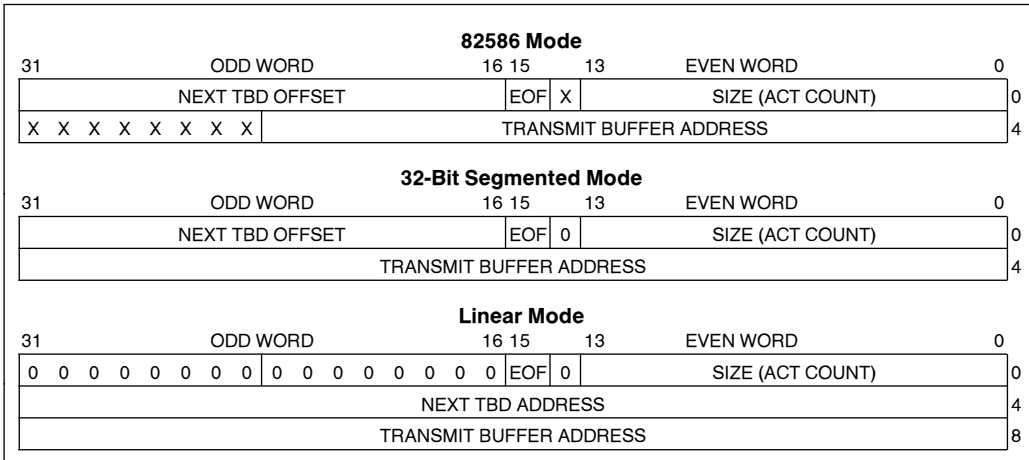 82586 Mode
31 ODD WORD 16 15 13 EVEN WORD 0
NEXT TBD OFFSET EOF X SIZE (ACT COUNT) 0
X X X X X X X X TRANSMIT BUFFER ADDRESS 4
32-Bit Segmented Mode
31 ODD WORD 16 15 13 EVEN WORD 0
NEXT TBD OFFSET EOF 0 SIZE (ACT COUNT) 0
TRANSMIT BUFFER ADDRESS 4
Linear Mode
31 ODD WORD 16 15 13 EVEN WORD 0
0 0 0 0 0 0 0 0 0 0 0 0 0 0 0 0 EOF 0 SIZE (ACT COUNT) 0
NEXT TBD ADDRESS 4
TRANSMIT BUFFER ADDRESS 8